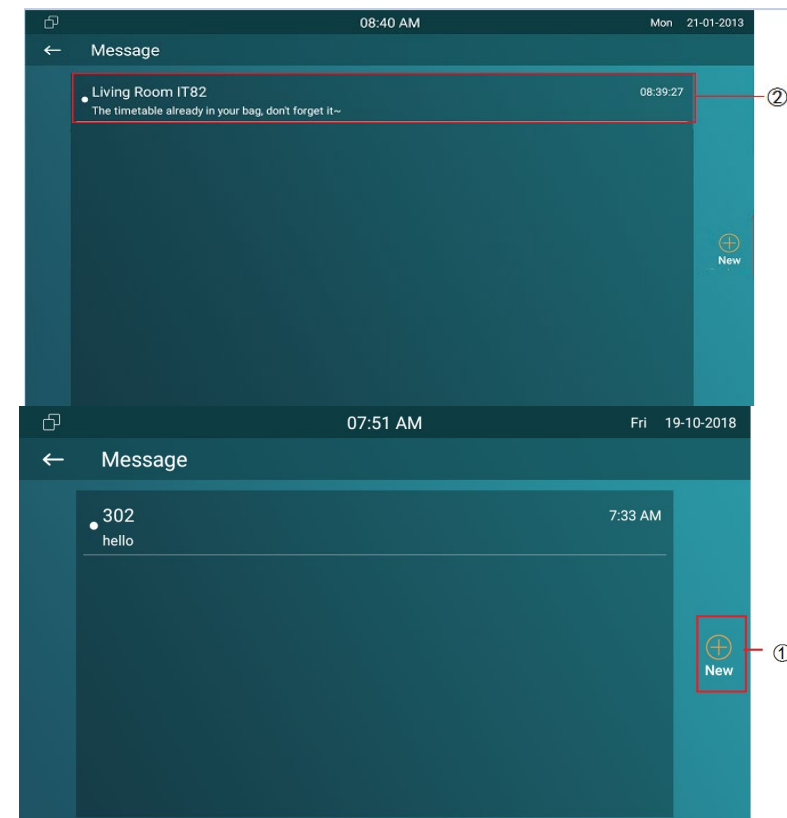 08:40 AM Mon 21-01-2013
← Message
Living Room IT82 08:39:27
The timetable already in your bag, don't forget it~
②
New
07:51 AM Fri 19-10-2018
← Message
302 7:33 AM
hello
①
New